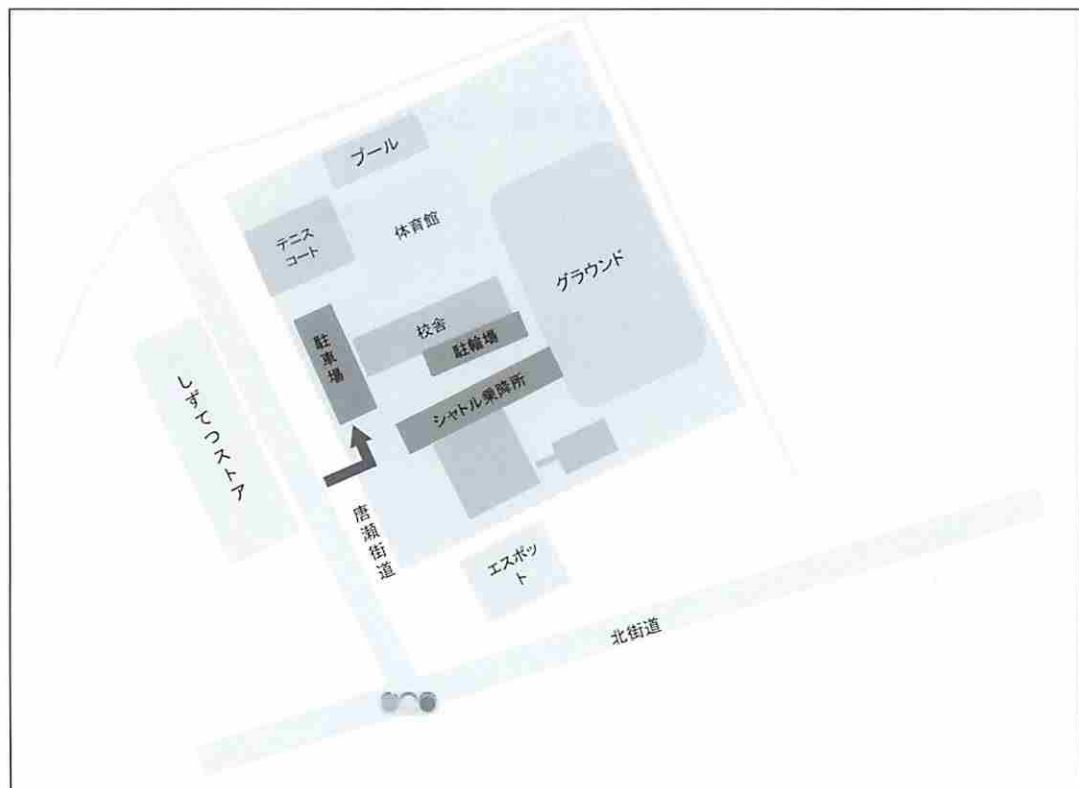 プール
テニス
コート
体育館
グラウンド
校舎
駐輪場
駐車場
シャトル乗降所
しずてつストア
唐瀬街道
エスポッ
ト
北街道